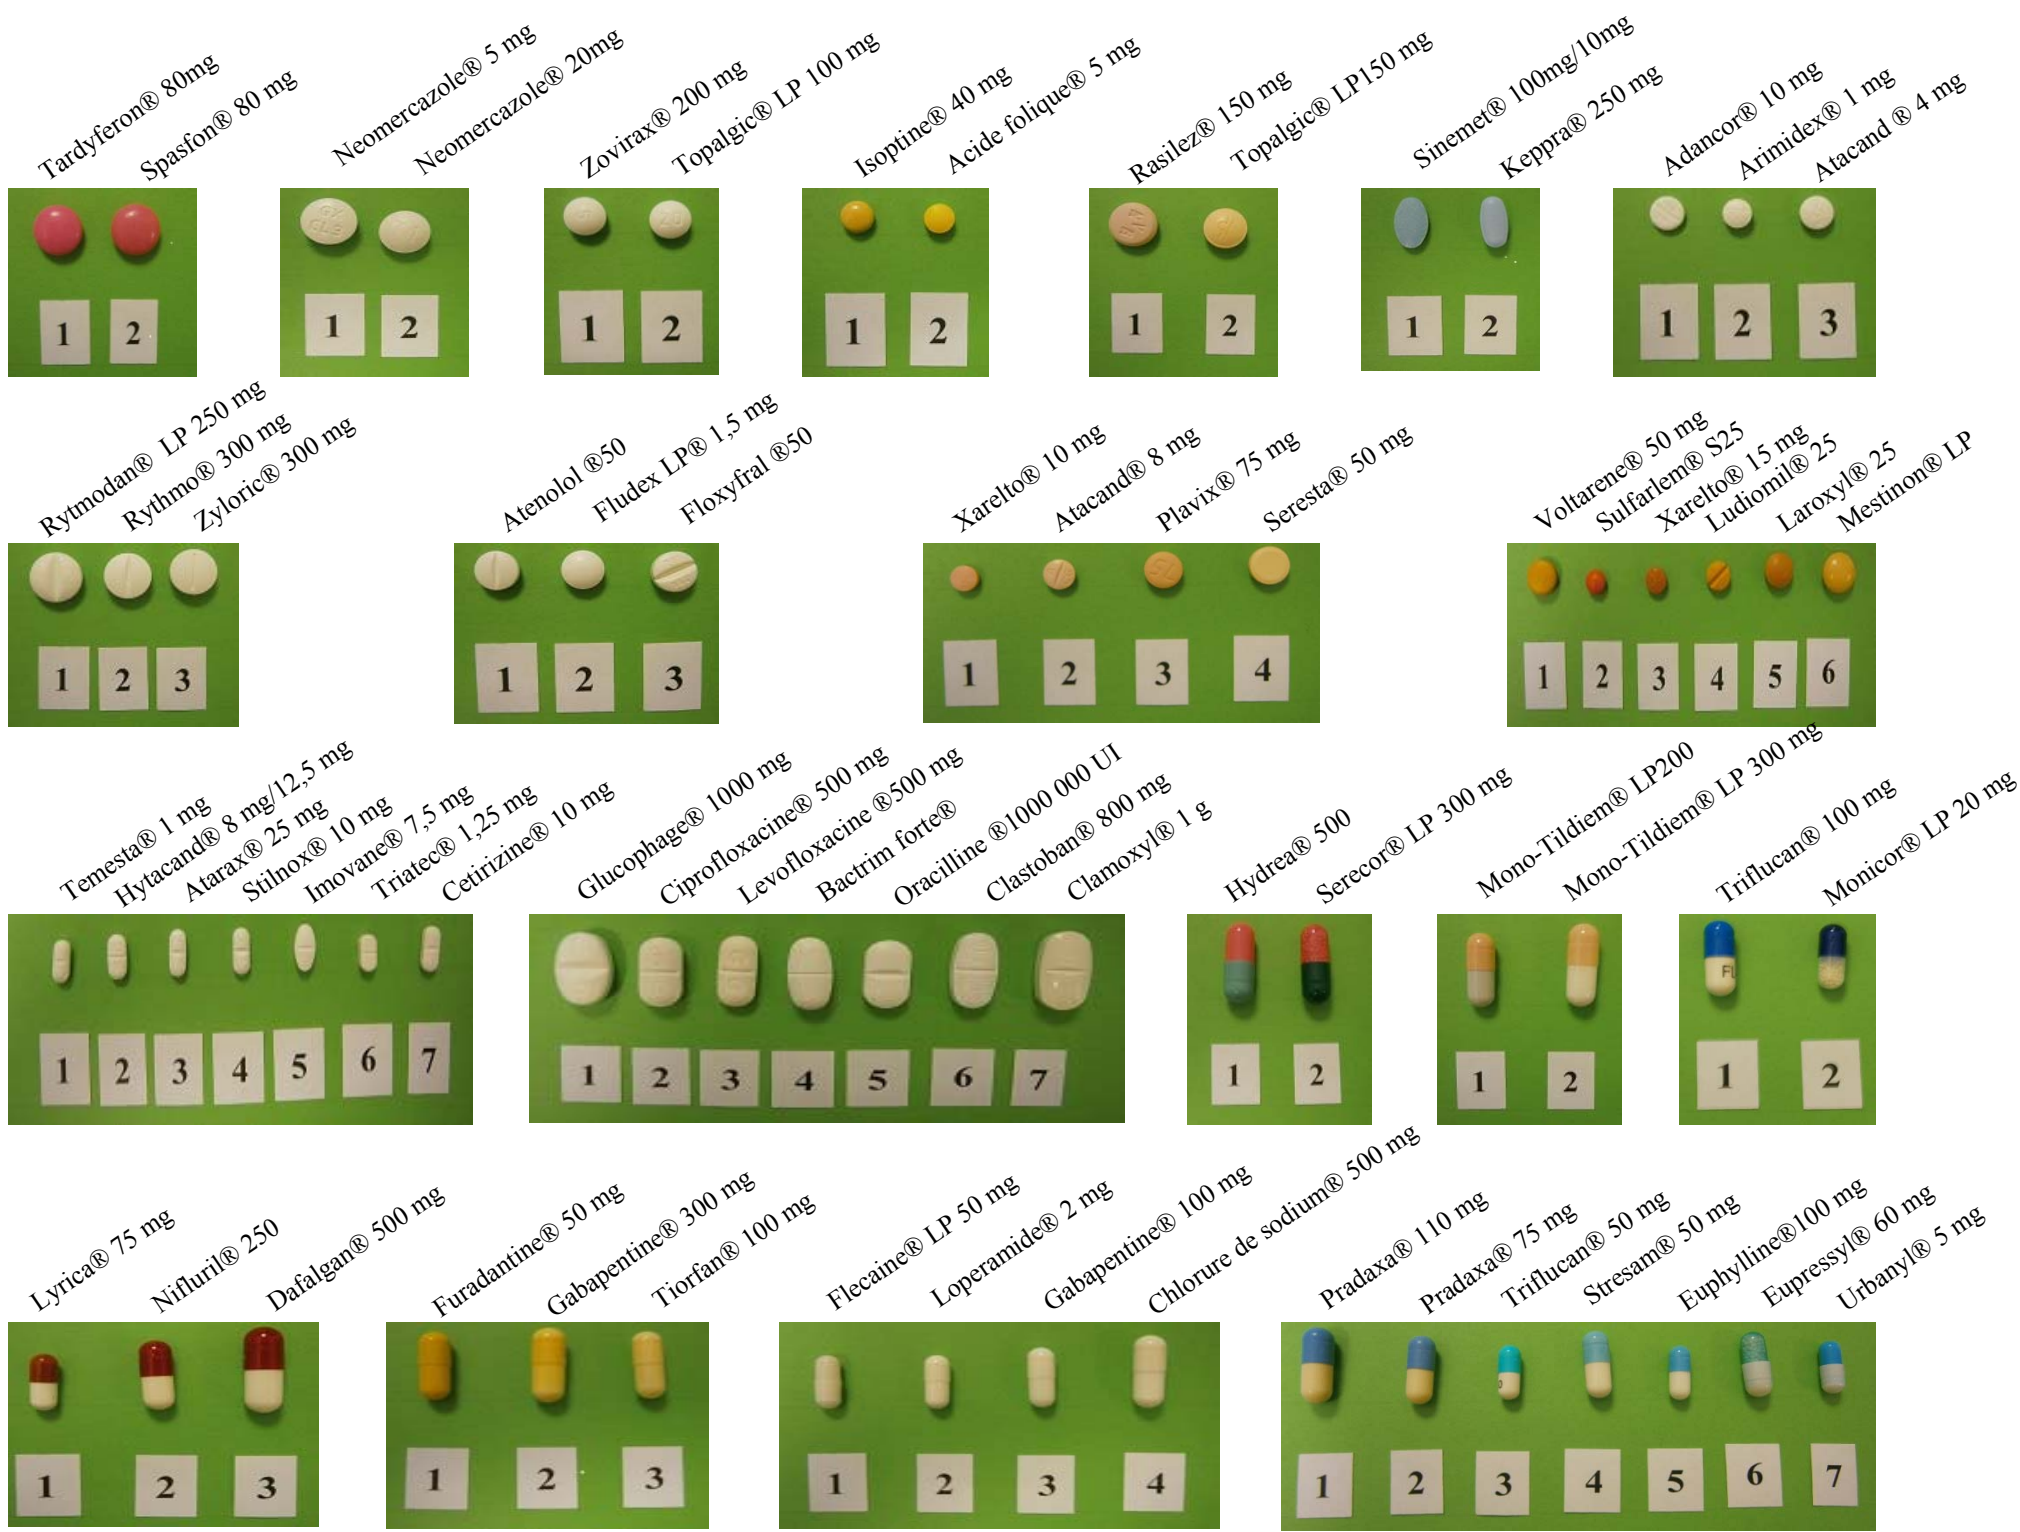 Tardyferon® 80mg
Spasfon® 80 mg
Neomercazole® 5 mg
Neomercazole® 20mg
Zovirax® 200 mg
Topalgic® LP 100 mg
Isoptine® 40 mg
Acide folique® 5 mg
Rasilez® 150 mg
Topalgic® LP150 mg
Sinemet® 100mg/10mg
Keppra® 250 mg
Adancor® 10 mg
Arimidex® 1 mg
Atacand ® 4 mg
GX
CL3
1 2
1 2
1 2
1 2
1 2
1 2
1 2 3
Rytmodan® LP 250 mg
Rythmo® 300 mg
Zyloric® 300 mg
Atenolol ®50
Fludex LP® 1,5 mg
Floxyfral ®50
Xarelto® 10 mg
Atacand® 8 mg
Plavix® 75 mg
Seresta® 50 mg
Voltarene® 50 mg
Sulfarlem® S25
Xarelto® 15 mg
Ludiomil® 25
Laroxyl® 25
Mestinon® LP
1 2 3
1 2 3
1 2 3 4
1 2 3 4 5 6
Temesta® 1 mg
Hytacand® 8 mg/12,5 mg
Atarax® 25 mg
Stilnox® 10 mg
Imovane® 7,5 mg
Triatec® 1,25 mg
Cetirizine® 10 mg
Glucophage® 1000 mg
Ciprofloxacine® 500 mg
Levofloxacine ®500 mg
Bactrim forte®
Oracilline ®1000 000 UI
Clastoban® 800 mg
Clamoxyl® 1 g
Hydrea® 500
Serecor® LP 300 mg
Mono-Tildiem® LP200
Mono-Tildiem® LP 300 mg
Triflucan® 100 mg
Monicor® LP 20 mg
FL
1 2 3 4 5 6 7
1 2 3 4 5 6 7
1 2
1 2
1 2
Lyrica® 75 mg
Nifluril® 250
Dafalgan® 500 mg
Furadantine® 50 mg
Gabapentine® 300 mg
Tiorfan® 100 mg
Flecaine® LP 50 mg
Loperamide® 2 mg
Gabapentine® 100 mg
Chlorure de sodium® 500 mg
Pradaxa® 110 mg
Pradaxa® 75 mg
Triflucan® 50 mg
Stresam® 50 mg
Euphylline®100 mg
Eupressyl® 60 mg
Urbanyl® 5 mg
1 2 3
1 2 3
1 2 3 4
1 2 3 4 5 6 7